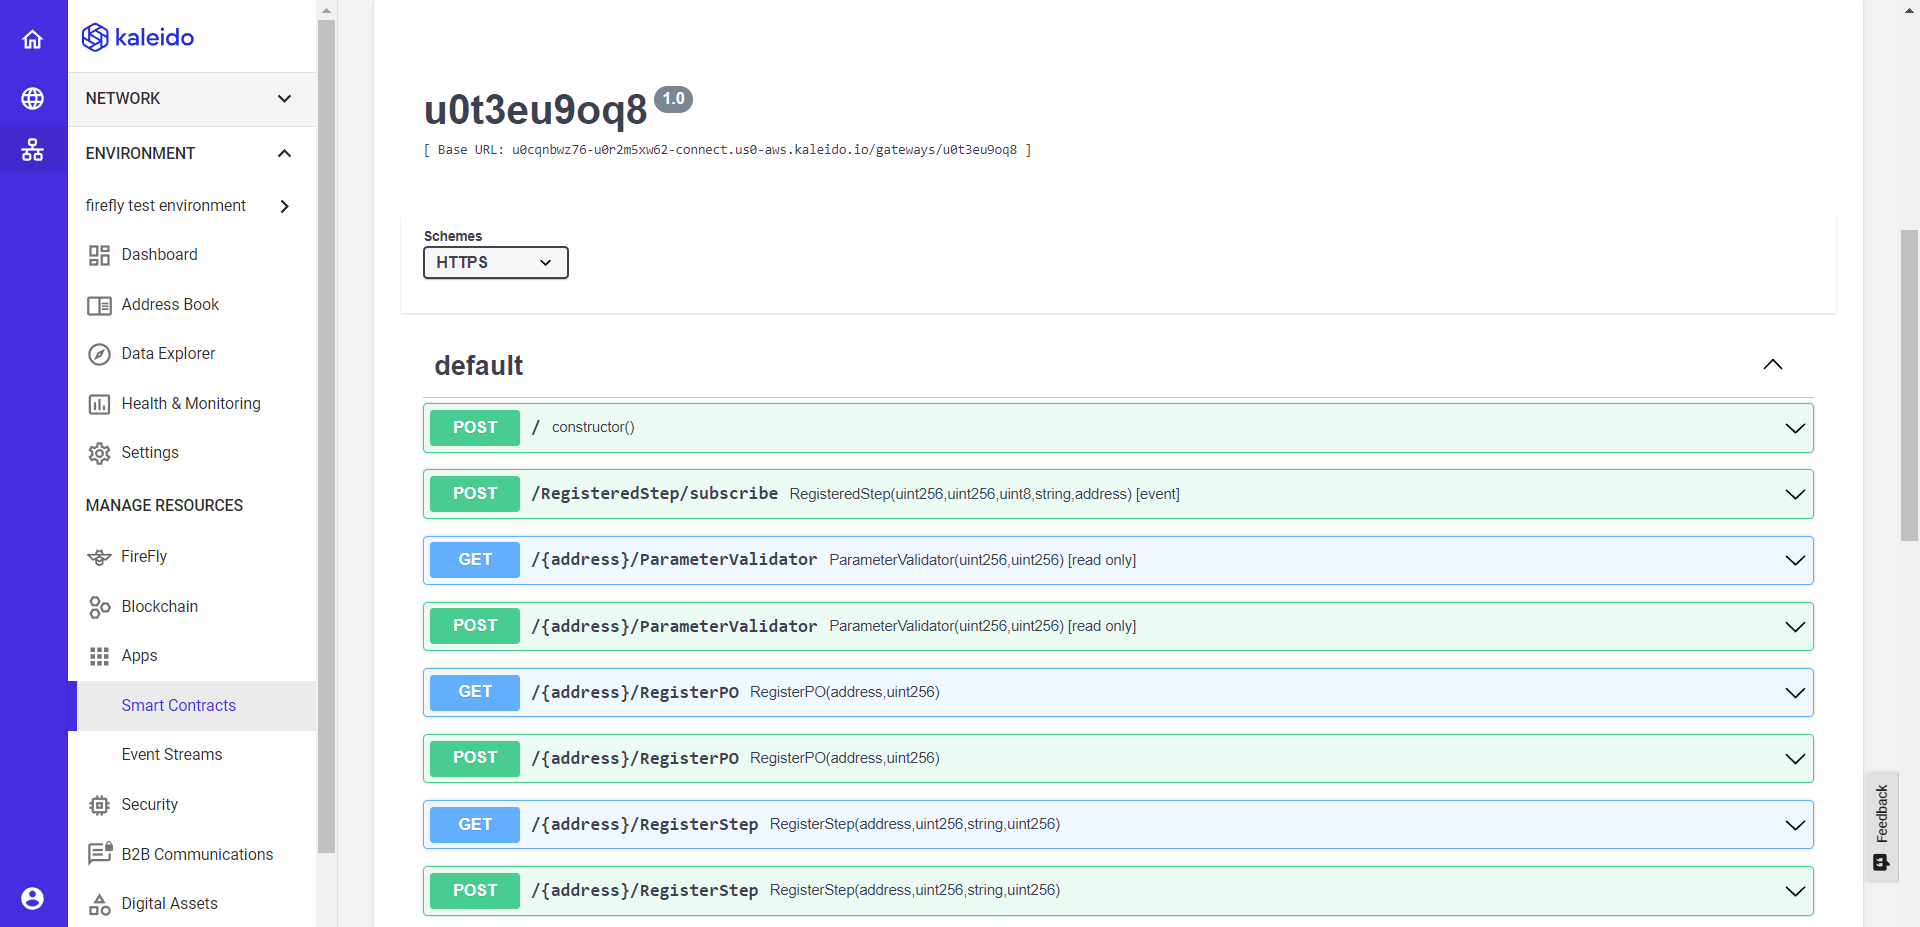 kaleido
NETWORK
ENVIRONMENT
firefly test environment
Dashboard
Address Book
Data Explorer
Health & Monitoring
Settings
MANAGE RESOURCES
FireFly
Blockchain
Apps
Smart Contracts
Event Streams
Security
B2B Communications
Digital Assets
u0t3eu9oq8 1.0
[ Base URL: u0cqnbwz76-u0r2m5xw62-connect.us0-aws.kaleido.io/gateways/u0t3eu9oq8 ]
Schemes
HTTPS
default
POST / constructor()
POST /RegisteredStep/subscribe RegisteredStep(uint256,uint256,uint8,string,address) [event]
GET /{address}/ParameterValidator ParameterValidator(uint256,uint256) [read only]
POST /{address}/ParameterValidator ParameterValidator(uint256,uint256) [read only]
GET /{address}/RegisterPO RegisterPO(address,uint256)
POST /{address}/RegisterPO RegisterPO(address,uint256)
GET /{address}/RegisterStep RegisterStep(address,uint256,string,uint256)
POST /{address}/RegisterStep RegisterStep(address,uint256,string,uint256)
Feedback